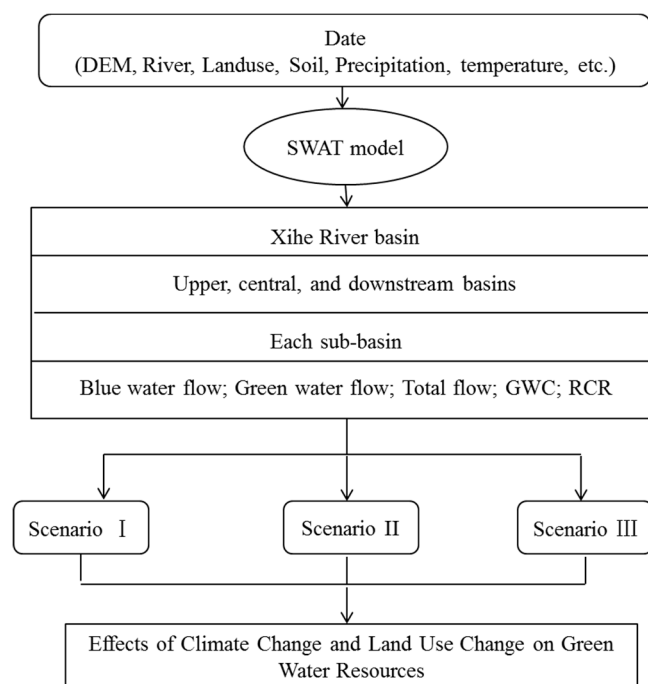 Date
(DEM, River, Landuse, Soil, Precipitation, temperature, etc.)
SWAT model
Xihe River basin
Upper, central, and downstream basins
Each sub-basin
Blue water flow; Green water flow; Total flow; GWC; RCR
Scenario Ⅰ
Scenario Ⅱ
Scenario Ⅲ
Effects of Climate Change and Land Use Change on Green
Water Resources